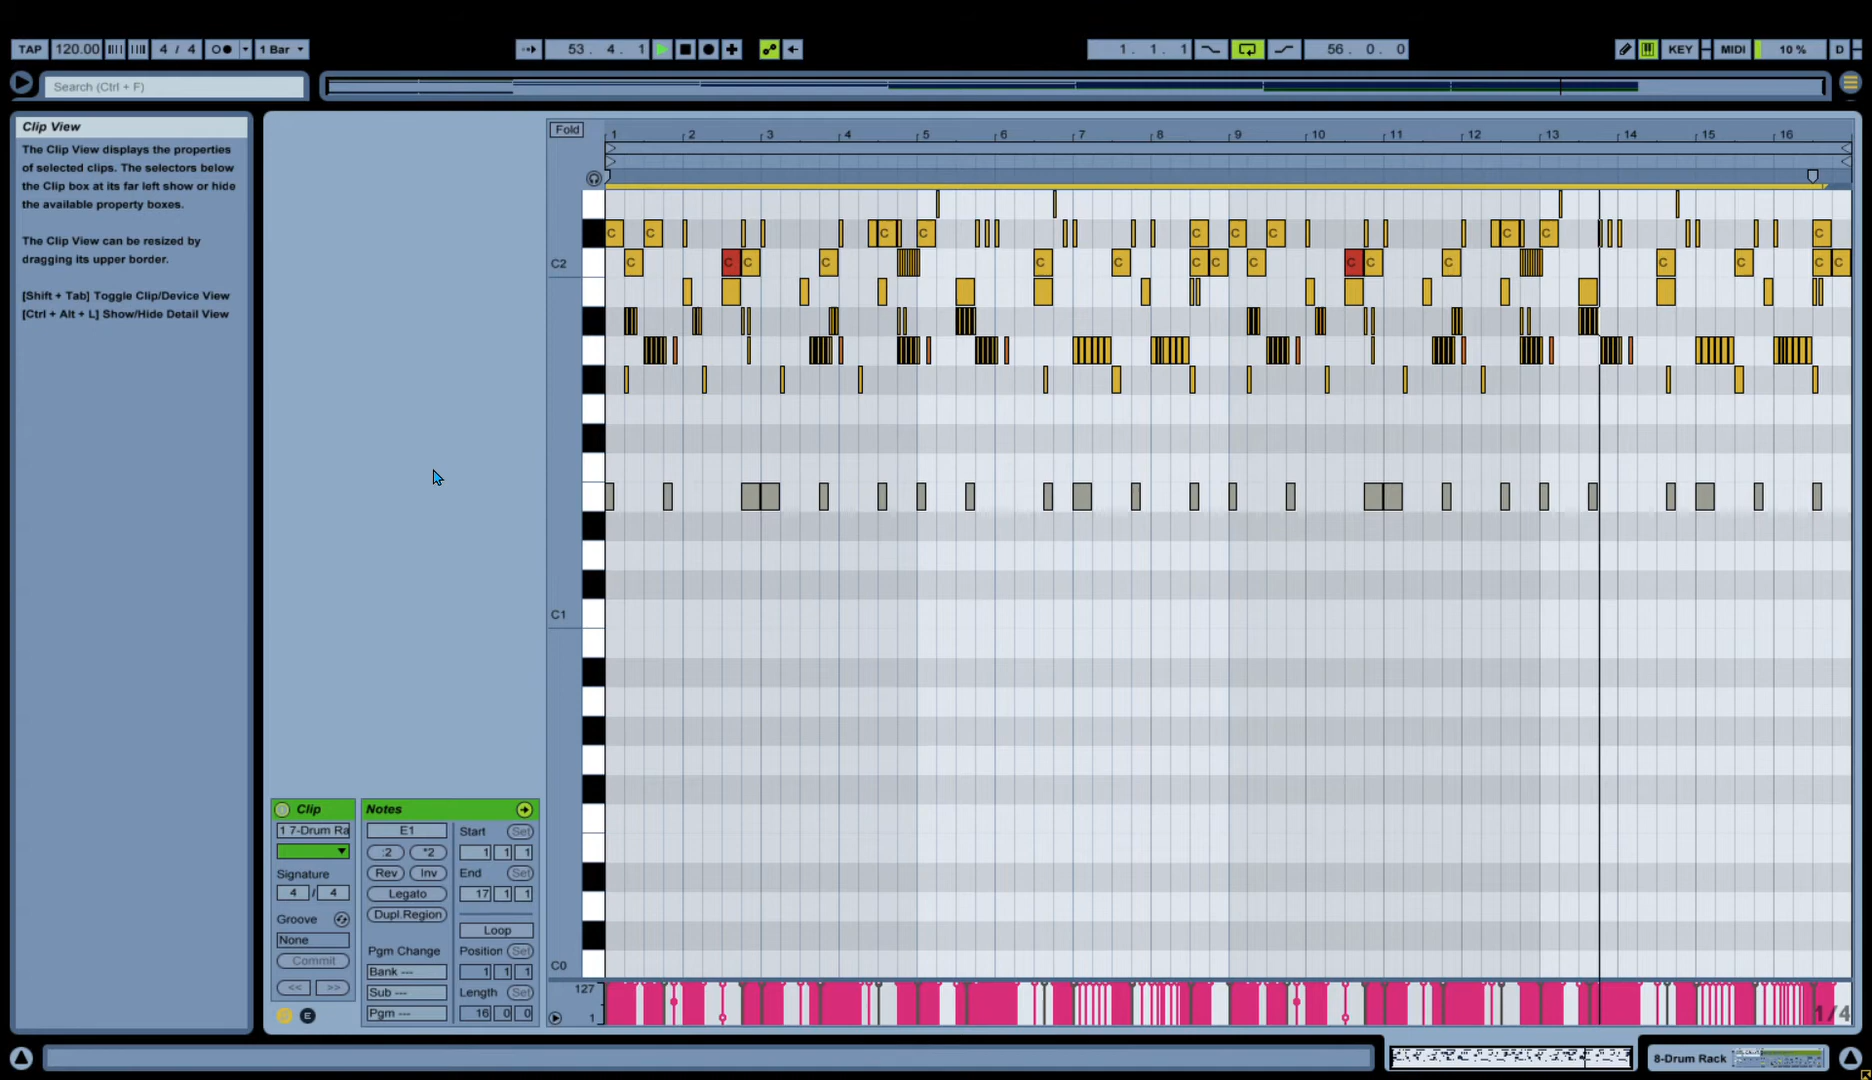 TAP 120.00 4 / 4 1 Bar 53. 4. 1 1. 1. 1 56. 0. 0 KEY MIDI 10 % D
Search (Ctrl + F)
Clip View
The Clip View displays the properties
of selected clips. The selectors below
the Clip box at its far left show or hide
the available property boxes.
The Clip View can be resized by
dragging its upper border.
[Shift + Tab] Toggle Clip/Device View
[Ctrl + Alt + L] Show/Hide Detail View
Fold
1 2 3 4 5 6 7 8 9 10 11 12 13 14 15 16
C C C C C C C C C C
C2
C C C C C C C C C C C C C C C C C
C1
C0
127
1
1/4
Clip
1 7-Drum Ra
Signature
4 / 4
Groove
None
Commit
<< >>
E
Notes
E1
:2 *2
Rev Inv
Legato
Dupl.Region
Pgm Change
Bank ---
Sub ---
Pgm ---
Start Set
1 1 1
End Set
17 1 1
Loop
Position Set
1 1 1
Length Set
16 0 0
8-Drum Rack